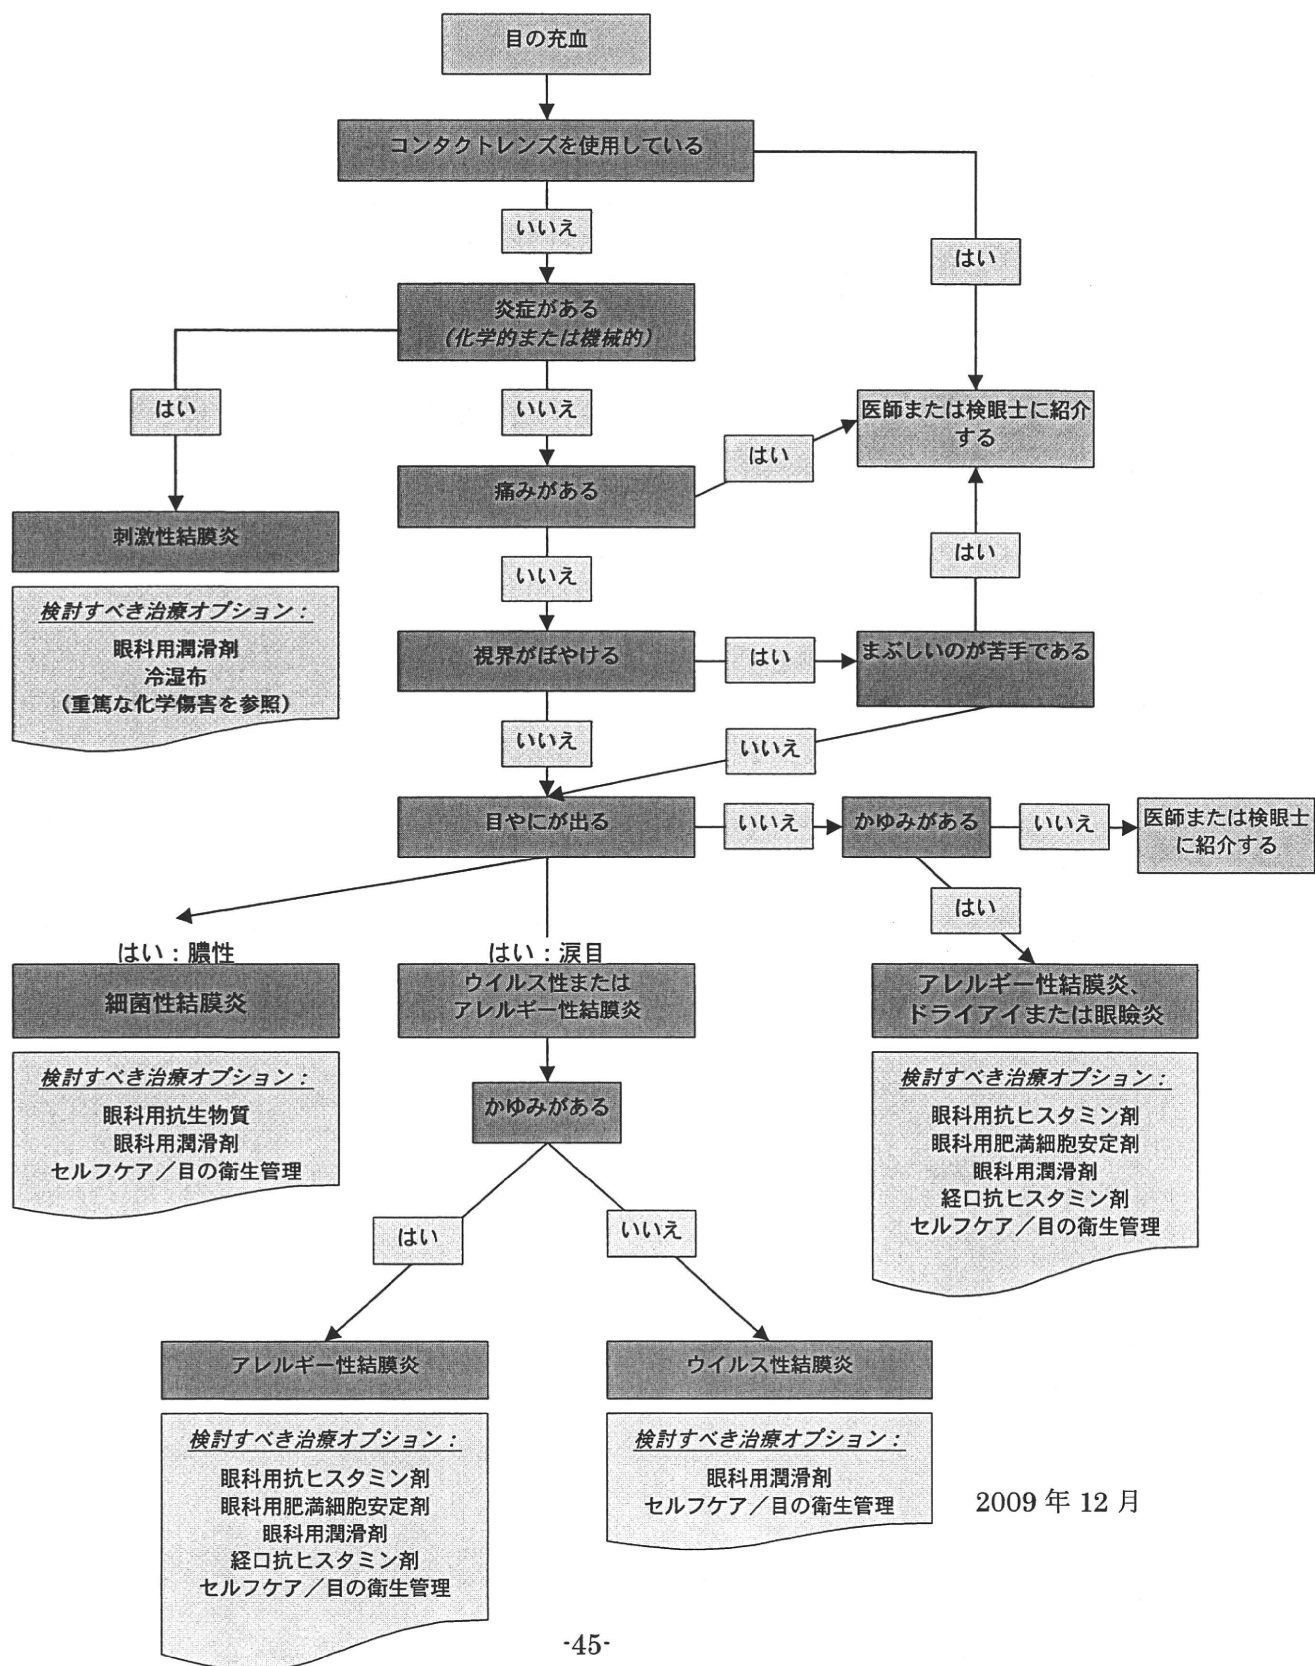 目の充血
コンタクトレンズを使用している
いいえ
はい
炎症がある
(化学的または機械的)
はい
いいえ
医師または検眼士に紹介
する
はい
痛みがある
刺激性結膜炎
いいえ
はい
検討すべき治療オプション：
眼科用潤滑剤
冷湿布
(重篤な化学傷害を参照)
視界がぼやける
はい
まぶしいのが苦手である
いいえ
いいえ
目やにが出る
いいえ
かゆみがある
いいえ
医師または検眼士
に紹介する
はい
はい：膿性
はい：涙目
細菌性結膜炎
ウイルス性または
アレルギー性結膜炎
アレルギー性結膜炎、
ドライアイまたは眼瞼炎
検討すべき治療オプション：
眼科用抗生物質
眼科用潤滑剤
セルフケア／目の衛生管理
かゆみがある
検討すべき治療オプション：
眼科用抗ヒスタミン剤
眼科用肥満細胞安定剤
眼科用潤滑剤
経口抗ヒスタミン剤
セルフケア／目の衛生管理
はい
いいえ
アレルギー性結膜炎
ウイルス性結膜炎
検討すべき治療オプション：
眼科用抗ヒスタミン剤
眼科用肥満細胞安定剤
眼科用潤滑剤
経口抗ヒスタミン剤
セルフケア／目の衛生管理
検討すべき治療オプション：
眼科用潤滑剤
セルフケア／目の衛生管理
2009 年 12 月
-45-